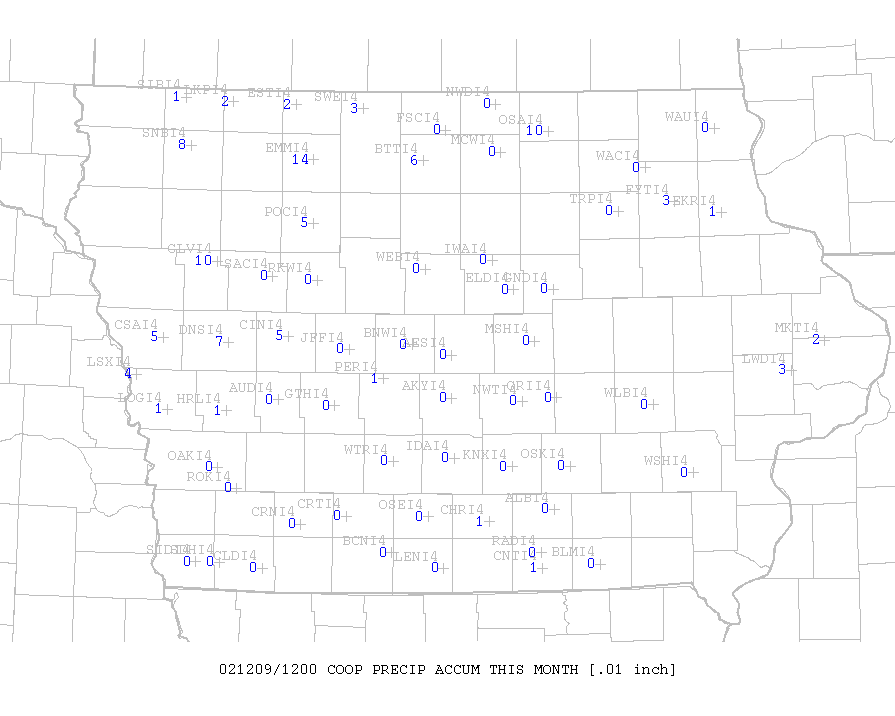 SIBI4 LKPI4 ESTI4 SWEI4 NWDI4
1 2 2 3 0
FSCI4 OSAI4 WAUI4
0 10 0
SNBI4 EMMI4 BTTI4 MCWI4 WACI4
8 14 6 0 0
TRPI4 FYTI4 EKRI4
0 3 1
POCI4
5
CLVI4 SACI4 RKWI4 WEBI4 IWAI4
10 0 0 0 0
ELDI4 GNDI4
0 0
CSAI4 DNSI4 CINI4 JFFI4 BNWI4 AESI4 MSHI4 MKTI4
5 7 5 0 0 0 0 2
LSXI4 PERI4 LWDI4
4 1 3
LOGI4 HRLI4 AUDI4 GTHI4 AKYI4 NWTI4 GRII4 WLBI4
1 1 0 0 0 0 0 0
OAKI4 WTRI4 IDAI4 KNXI4 OSKI4 WSHI4
0 0 0 0 0 0
ROKI4
0
CRNI4 CRTI4 OSEI4 CHRI4 ALBI4
0 0 0 1 0
SIDI4 SDHI4 CLDI4 BCNI4 LENI4 RADI4 BLMI4
0 0 0 0 0 0 0
CNTI4
1
021209/1200 COOP PRECIP ACCUM THIS MONTH [.01 inch]